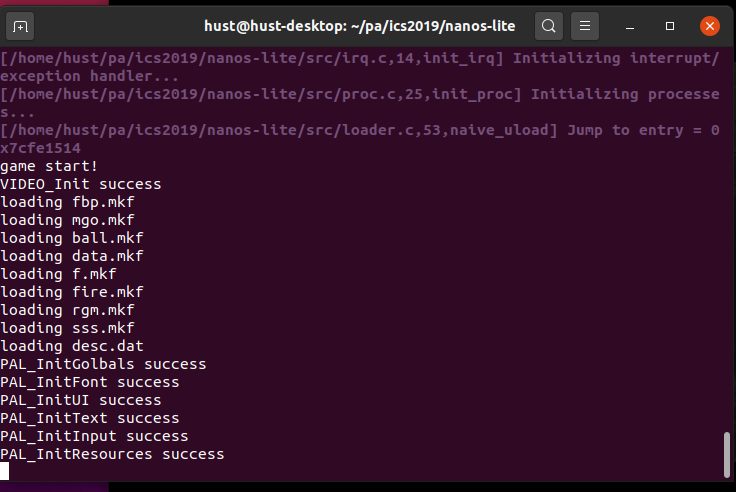 hust@hust-desktop: ~/pa/ics2019/nanos-lite
[/home/hust/pa/ics2019/nanos-lite/src/irq.c,14,init_irq] Initializing interrupt/
exception handler...
[/home/hust/pa/ics2019/nanos-lite/src/proc.c,25,init_proc] Initializing processe
s...
[/home/hust/pa/ics2019/nanos-lite/src/loader.c,53,naive_uload] Jump to entry = 0
x7cfe1514
game start!
VIDEO_Init success
loading fbp.mkf
loading mgo.mkf
loading ball.mkf
loading data.mkf
loading f.mkf
loading fire.mkf
loading rgm.mkf
loading sss.mkf
loading desc.dat
PAL_InitGolbals success
PAL_InitFont success
PAL_InitUI success
PAL_InitText success
PAL_InitInput success
PAL_InitResources success